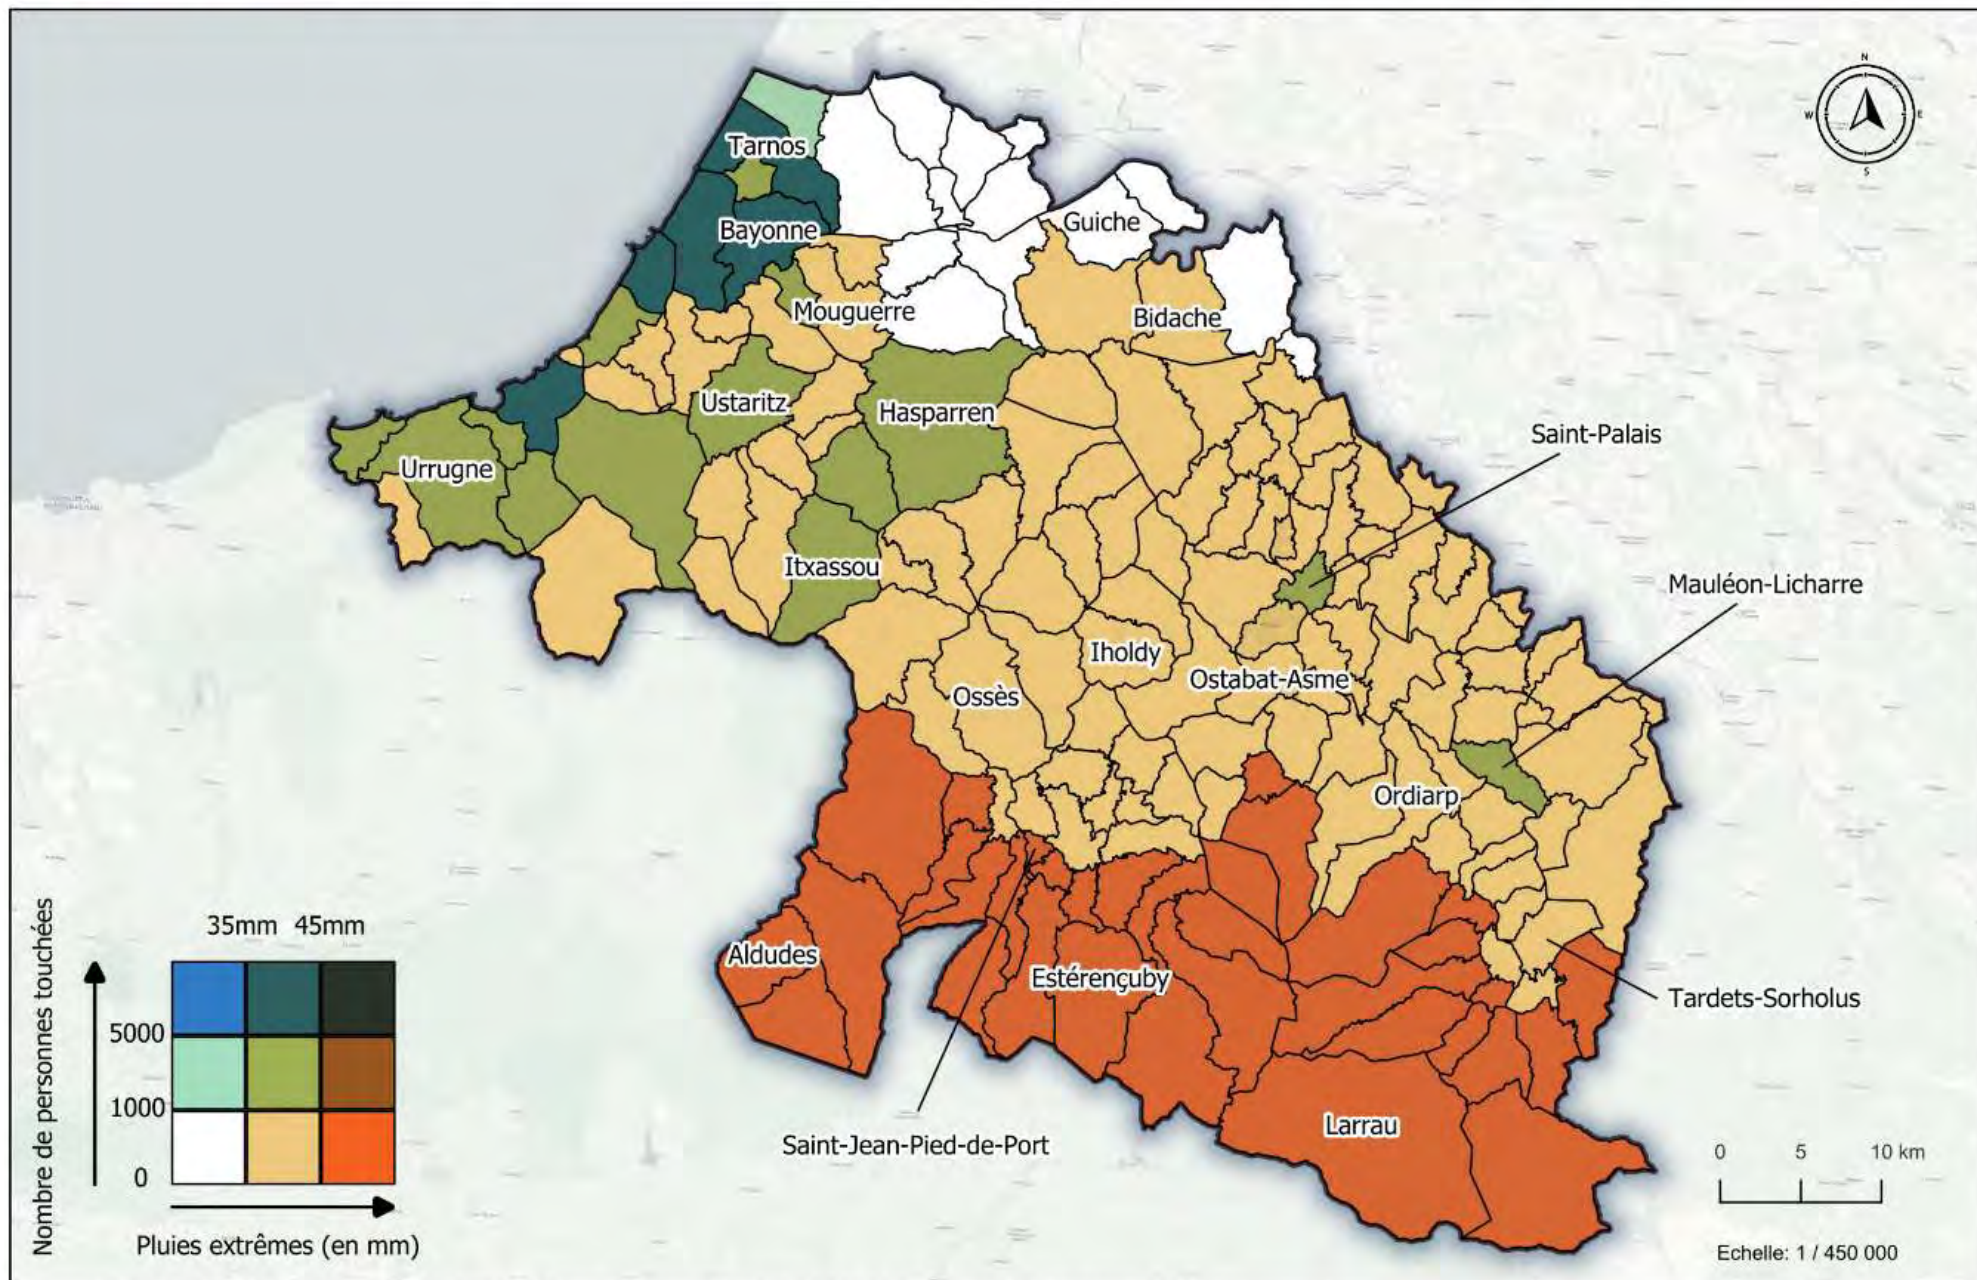 N
W
E
S
Tarnos
Bayonne
Guiche
Mouguerre
Bidache
Ustaritz
Hasparren
Saint-Palais
Urrugne
Itxassou
Mauléon-Licharre
Iholdy
Ostabat-Asme
Ossès
Ordiarp
Aldudes
Estérençuby
Tardets-Sorholus
Larrau
Saint-Jean-Pied-de-Port
Nombre de personnes touchées
35mm 45mm
5000
1000
0
Pluies extrêmes (en mm)
0 5 10 km
Echelle: 1 / 450 000